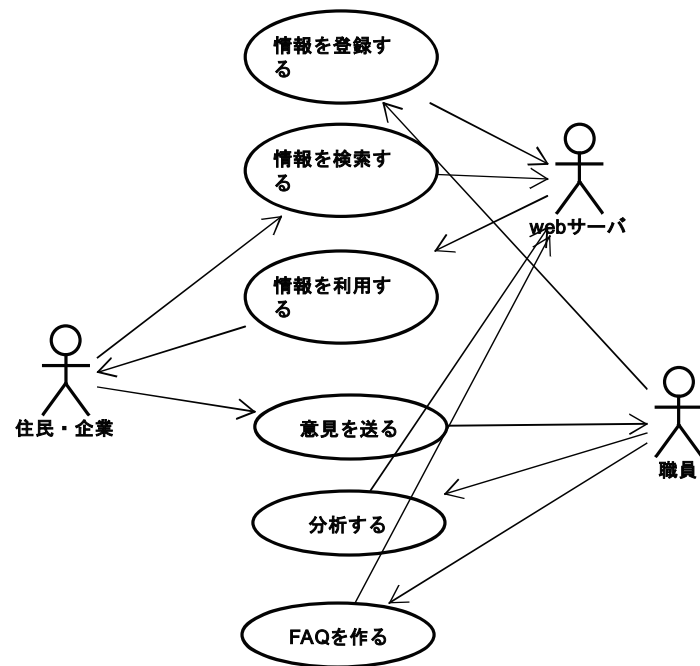 情報を登録す
る
情報を検索す
る
webサーバ
情報を利用す
る
住民・企業
意見を送る
職員
分析する
FAQを作る